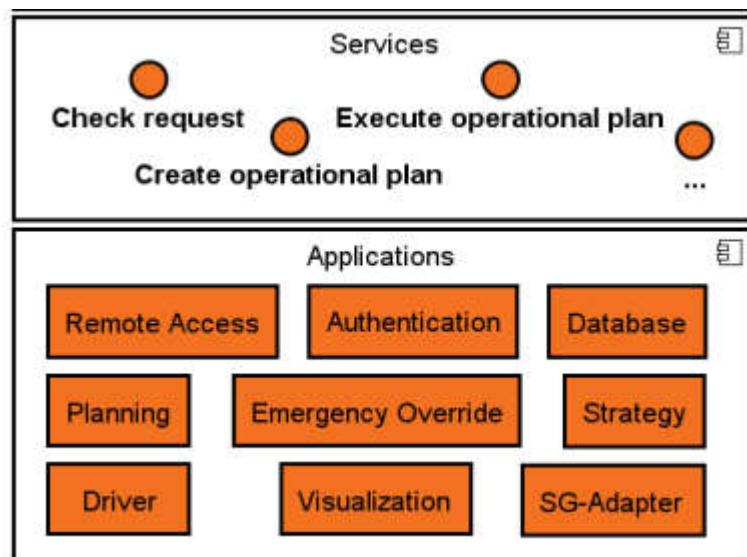 Services
Check request
Execute operational plan
Create operational plan
...
Applications
Remote Access
Authentication
Database
Planning
Emergency Override
Strategy
Driver
Visualization
SG-Adapter